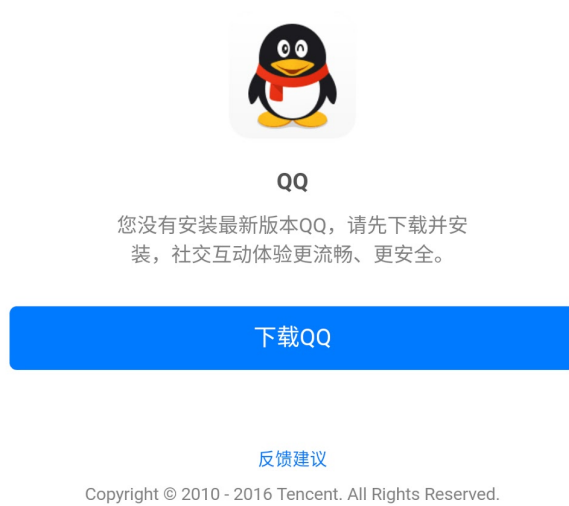 QQ
您没有安装最新版本QQ，请先下载并安
装，社交互动体验更流畅、更安全。
下载QQ
反馈建议
Copyright © 2010 - 2016 Tencent. All Rights Reserved.